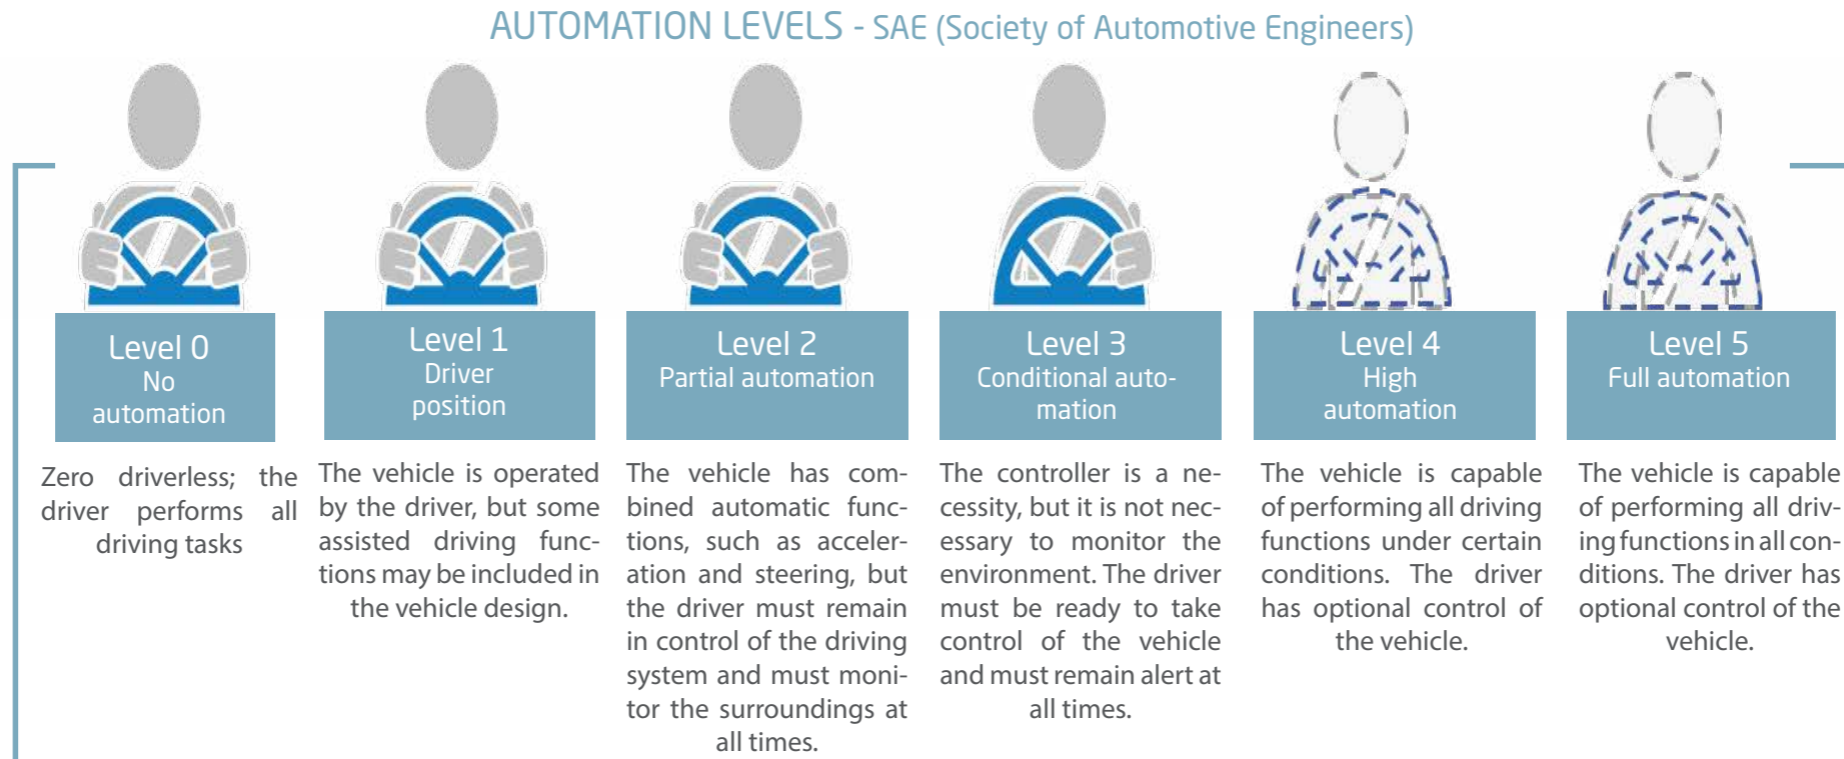 AUTOMATION LEVELS - SAE (Society of Automotive Engineers)
Level 0
No
automation
Zero driverless; the
driver performs all
driving tasks
Level 1
Driver
position
The vehicle is operated
by the driver, but some
assisted driving func-
tions may be included in
the vehicle design.
Level 2
Partial automation
The vehicle has com-
bined automatic func-
tions, such as acceler-
ation and steering, but
the driver must remain
in control of the driving
system and must moni-
tor the surroundings at
all times.
Level 3
Conditional auto-
mation
The controller is a ne-
cessity, but it is not nec-
essary to monitor the
environment. The driver
must be ready to take
control of the vehicle
and must remain alert at
all times.
Level 4
High
automation
The vehicle is capable
of performing all driving
functions under certain
conditions. The driver
has optional control of
the vehicle.
Level 5
Full automation
The vehicle is capable
of performing all driv-
ing functions in all con-
ditions. The driver has
optional control of the
vehicle.